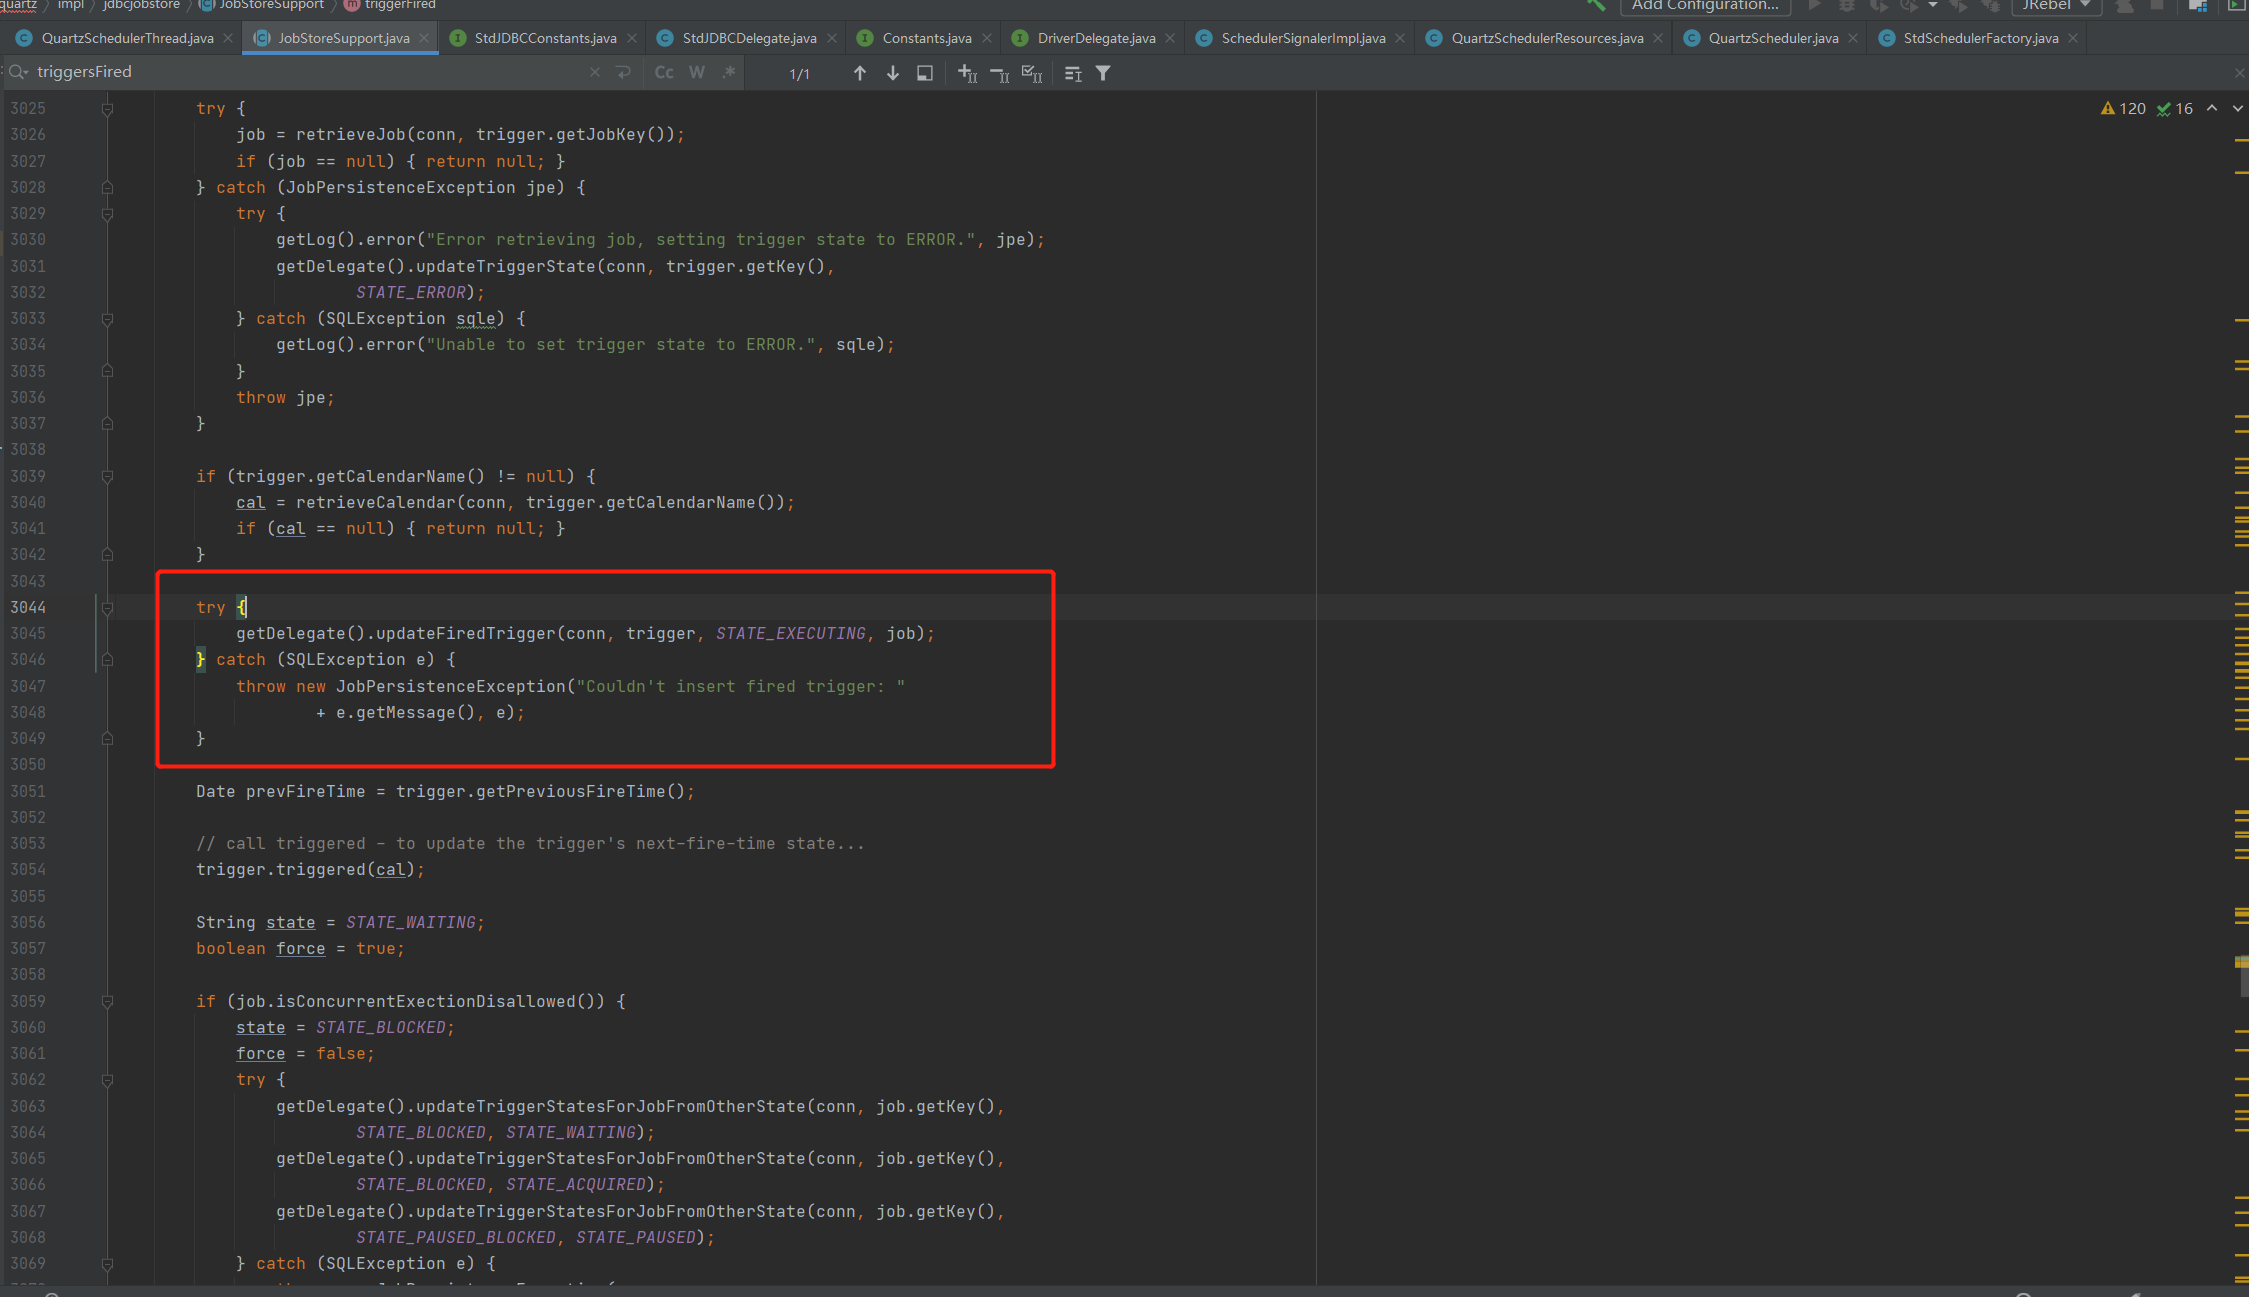 quartz impl jdbcjobstore JobStoreSupport triggerFired Add Configuration... JRebel
QuartzSchedulerThread.java JobStoreSupport.java StdJDBCConstants.java StdJDBCDelegate.java Constants.java DriverDelegate.java SchedulerSignalerImpl.java QuartzSchedulerResources.java QuartzScheduler.java StdSchedulerFactory.java
triggersFired Cc W .* 1/1
120 16
3025 try {
3026 job = retrieveJob(conn, trigger.getJobKey());
3027 if (job == null) { return null; }
3028 } catch (JobPersistenceException jpe) {
3029 try {
3030 getLog().error("Error retrieving job, setting trigger state to ERROR.", jpe);
3031 getDelegate().updateTriggerState(conn, trigger.getKey(),
3032 STATE_ERROR);
3033 } catch (SQLException sqle) {
3034 getLog().error("Unable to set trigger state to ERROR.", sqle);
3035 }
3036 throw jpe;
3037 }
3038
3039 if (trigger.getCalendarName() != null) {
3040 cal = retrieveCalendar(conn, trigger.getCalendarName());
3041 if (cal == null) { return null; }
3042 }
3043
3044 try {
3045 getDelegate().updateFiredTrigger(conn, trigger, STATE_EXECUTING, job);
3046 } catch (SQLException e) {
3047 throw new JobPersistenceException("Couldn't insert fired trigger: "
3048 + e.getMessage(), e);
3049 }
3050
3051 Date prevFireTime = trigger.getPreviousFireTime();
3052
3053 // call triggered - to update the trigger's next-fire-time state...
3054 trigger.triggered(cal);
3055
3056 String state = STATE_WAITING;
3057 boolean force = true;
3058
3059 if (job.isConcurrentExectionDisallowed()) {
3060 state = STATE_BLOCKED;
3061 force = false;
3062 try {
3063 getDelegate().updateTriggerStatesForJobFromOtherState(conn, job.getKey(),
3064 STATE_BLOCKED, STATE_WAITING);
3065 getDelegate().updateTriggerStatesForJobFromOtherState(conn, job.getKey(),
3066 STATE_BLOCKED, STATE_ACQUIRED);
3067 getDelegate().updateTriggerStatesForJobFromOtherState(conn, job.getKey(),
3068 STATE_PAUSED_BLOCKED, STATE_PAUSED);
3069 } catch (SQLException e) {